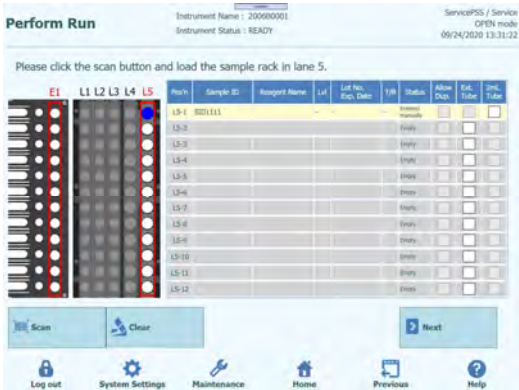 Perform Run
Instrument Name : 2006B0001
Instrument Status : READY
ServicePSS / Service
OPEN mode
09/24/2020 13:31:22
Please click the scan button and load the sample rack in lane 5.
E1 L1 L2 L3 L4 L5
Pos'n Sample ID Reagent Name Lvl Lot No. Exp. Date T/R Status Allow Dup. Ext. Tube 2mL Tube
L5-1 - - Entered manually
L5-2 Empty
L5-3 Empty
L5-4 Empty
L5-5 Empty
L5-6 Empty
L5-7 Empty
L5-8 Empty
L5-9 Empty
L5-10 Empty
L5-11 Empty
L5-12 Empty
Scan Clear Next
Log out System Settings Maintenance Home Previous Help